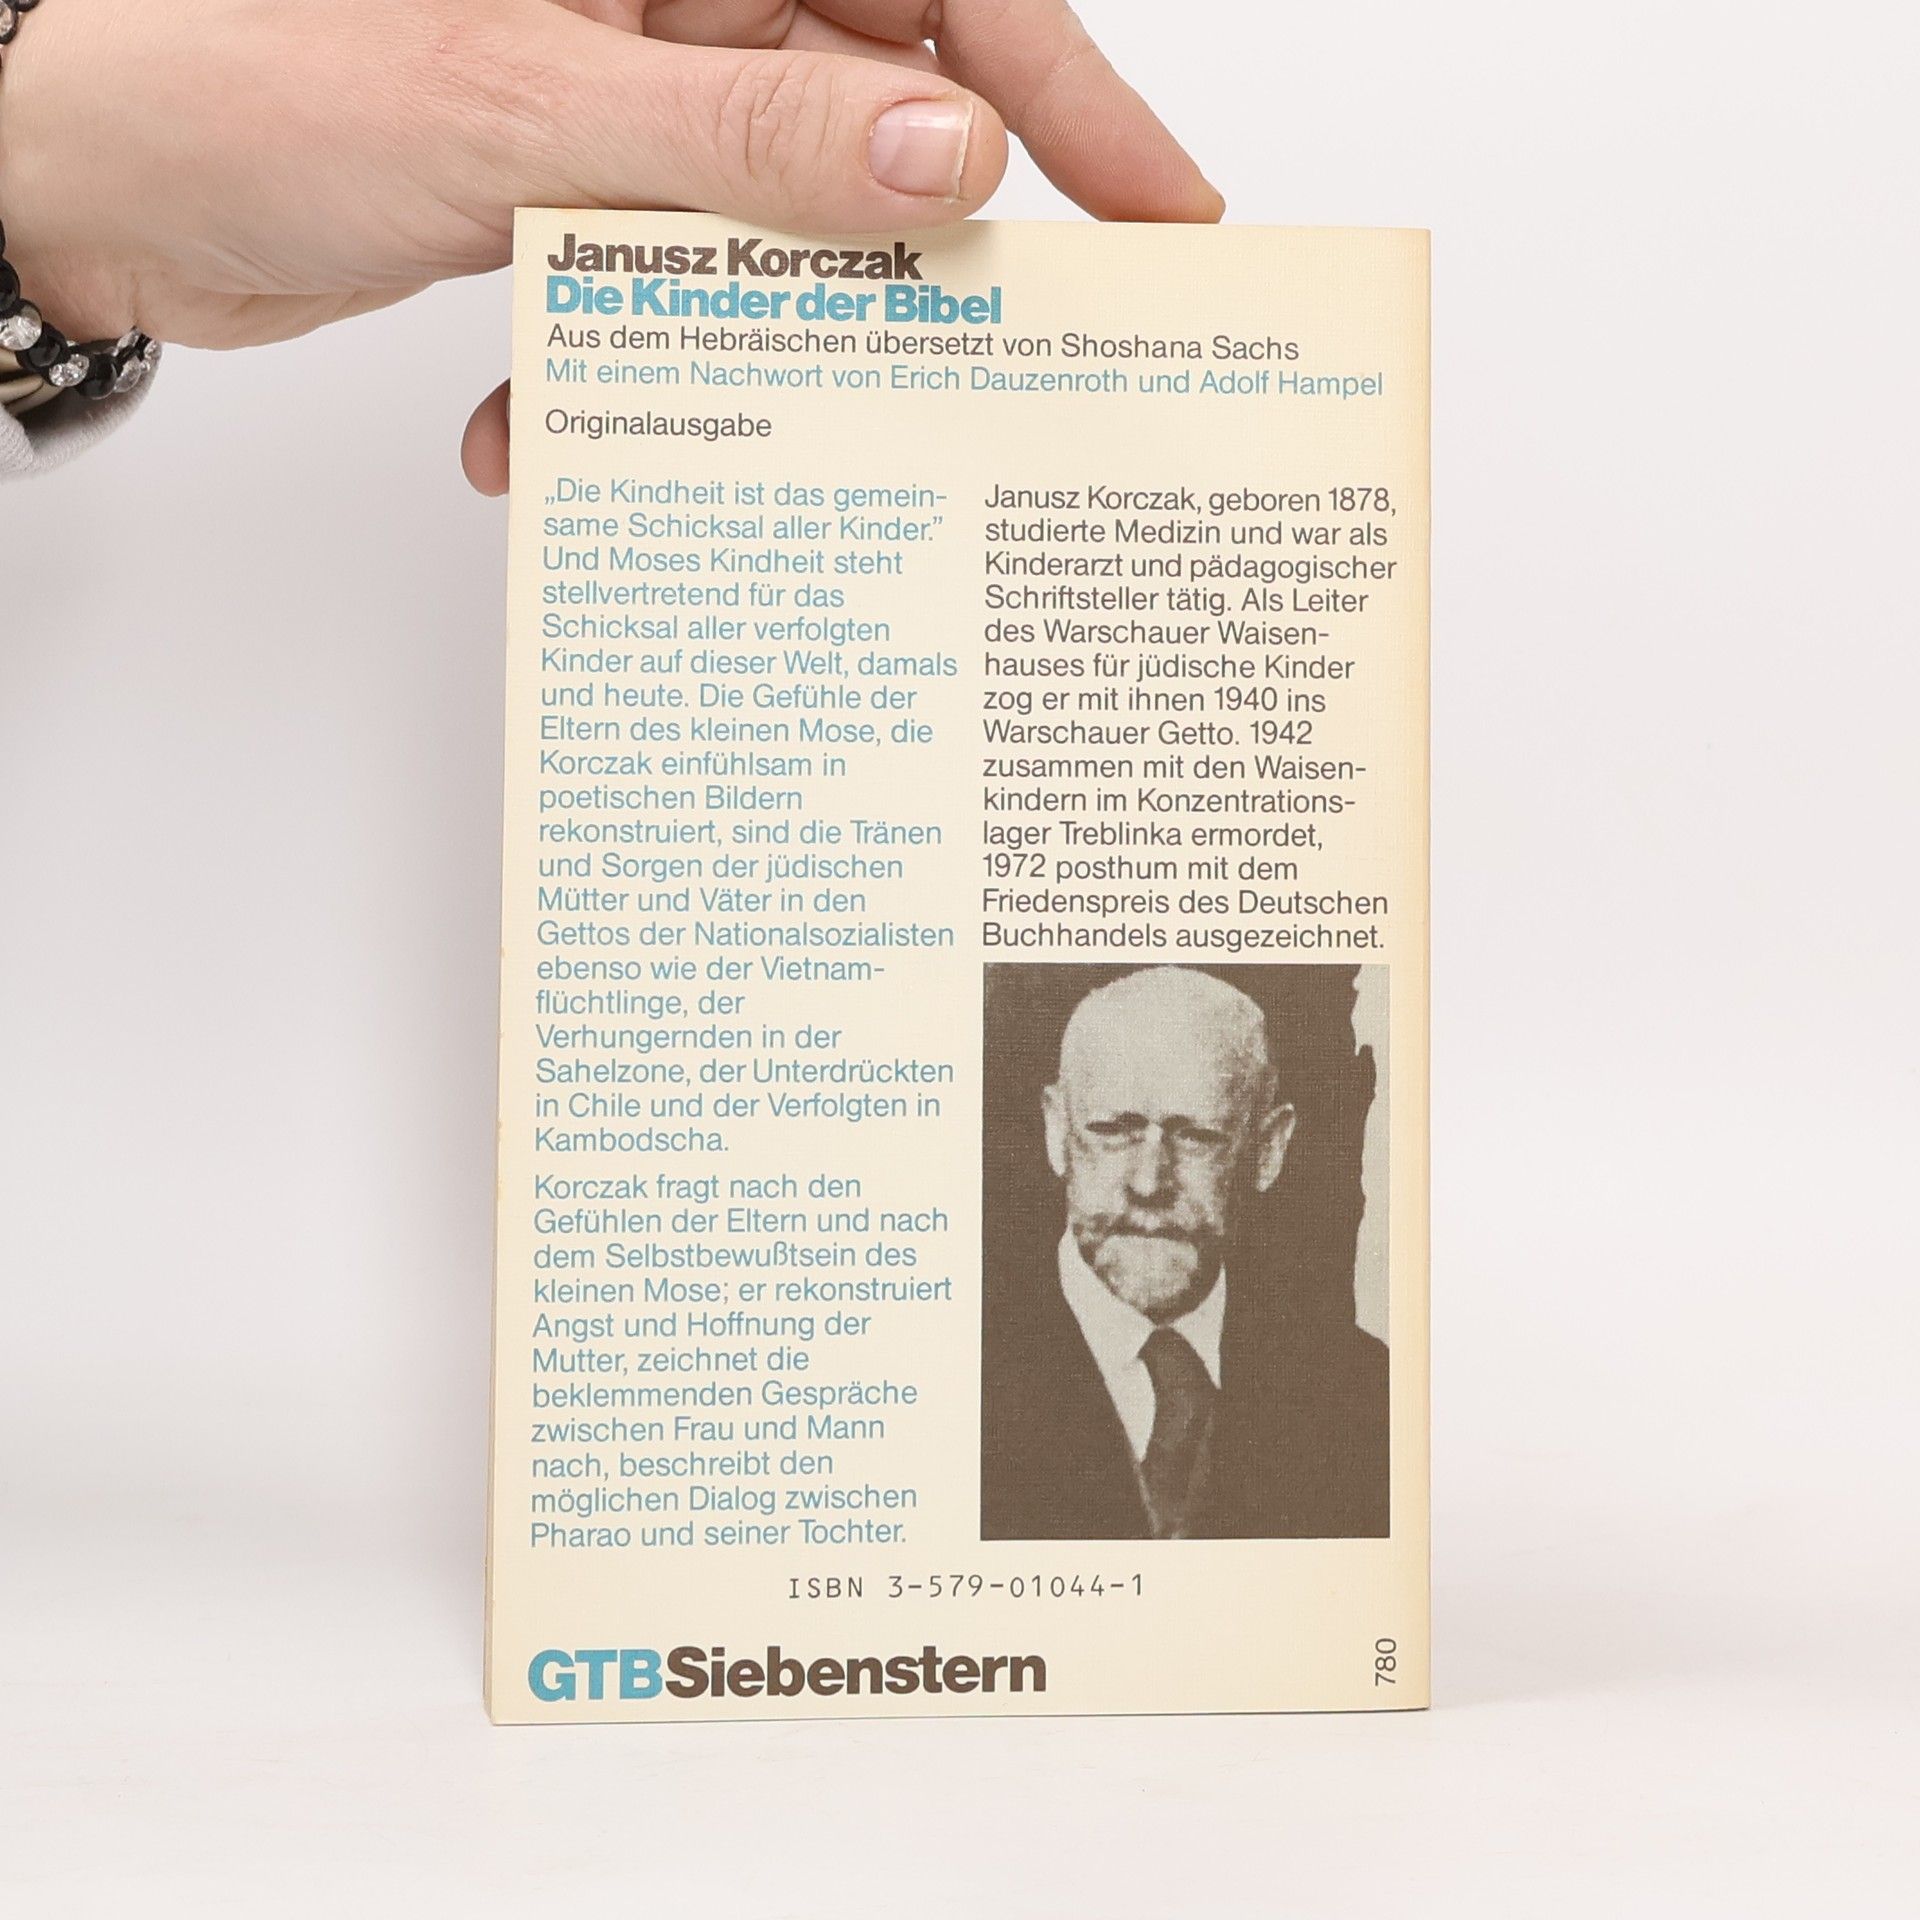 Janusz Korczak
Die Kinder der Bibel
Aus dem Hebräischen übersetzt von Shoshana Sachs
Mit einem Nachwort von Erich Dauzenroth und Adolf Hampel
Originalausgabe
„Die Kindheit ist das gemein-
same Schicksal aller Kinder.”
Und Moses Kindheit steht
stellvertretend für das
Schicksal aller verfolgten
Kinder auf dieser Welt, damals
und heute. Die Gefühle der
Eltern des kleinen Mose, die
Korczak einfühlsam in
poetischen Bildern
rekonstruiert, sind die Tränen
und Sorgen der jüdischen
Mütter und Väter in den
Gettos der Nationalsozialisten
ebenso wie der Vietnam-
flüchtlinge, der
Verhungernden in der
Sahelzone, der Unterdrückten
in Chile und der Verfolgten in
Kambodscha.
Korczak fragt nach den
Gefühlen der Eltern und nach
dem Selbstbewußtsein des
kleinen Mose; er rekonstruiert
Angst und Hoffnung der
Mutter, zeichnet die
beklemmenden Gespräche
zwischen Frau und Mann
nach, beschreibt den
möglichen Dialog zwischen
Pharao und seiner Tochter.
Janusz Korczak, geboren 1878,
studierte Medizin und war als
Kinderarzt und pädagogischer
Schriftsteller tätig. Als Leiter
des Warschauer Waisen-
hauses für jüdische Kinder
zog er mit ihnen 1940 ins
Warschauer Getto. 1942
zusammen mit den Waisen-
kindern im Konzentrations-
lager Treblinka ermordet,
1972 posthum mit dem
Friedenspreis des Deutschen
Buchhandels ausgezeichnet.
ISBN 3-579-01044-1
GTBSiebenstern
780